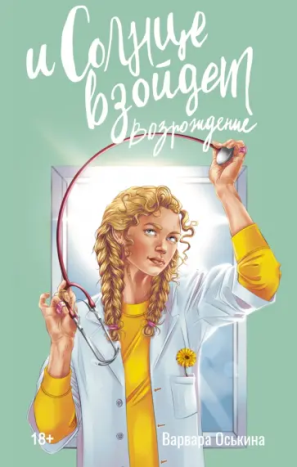 и Солнце
взойдет
Возрождение
18+
Варвара Оськина